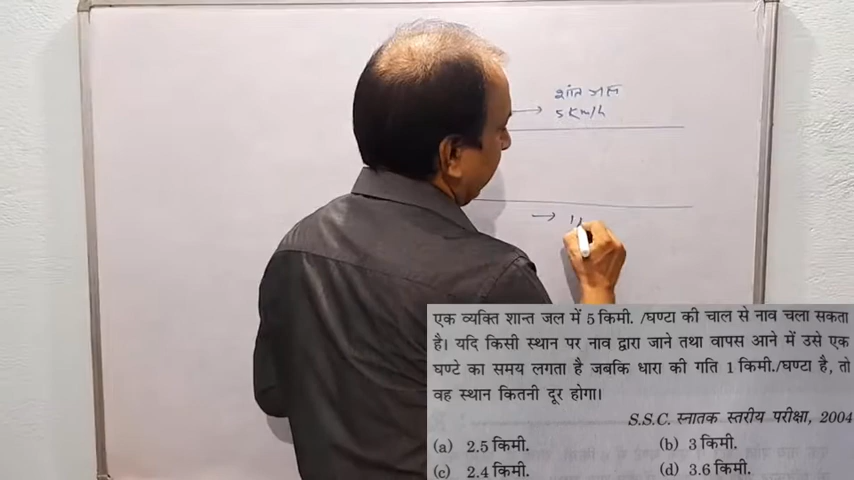 शांत जल
5 Km/h
एक व्यक्ति शान्त जल में 5 किमी. /घण्टा की चाल से नाव चला सकता
है। यदि किसी स्थान पर नाव द्वारा जाने तथा वापस आने में उसे एक
घण्टे का समय लगता है जबकि धारा की गति 1 किमी./घण्टा है, तो
वह स्थान कितनी दूर होगा।
S.S.C. स्नातक स्तरीय परीक्षा, 2004
(a) 2.5 किमी. (b) 3 किमी.
(c) 2.4 किमी. (d) 3.6 किमी.